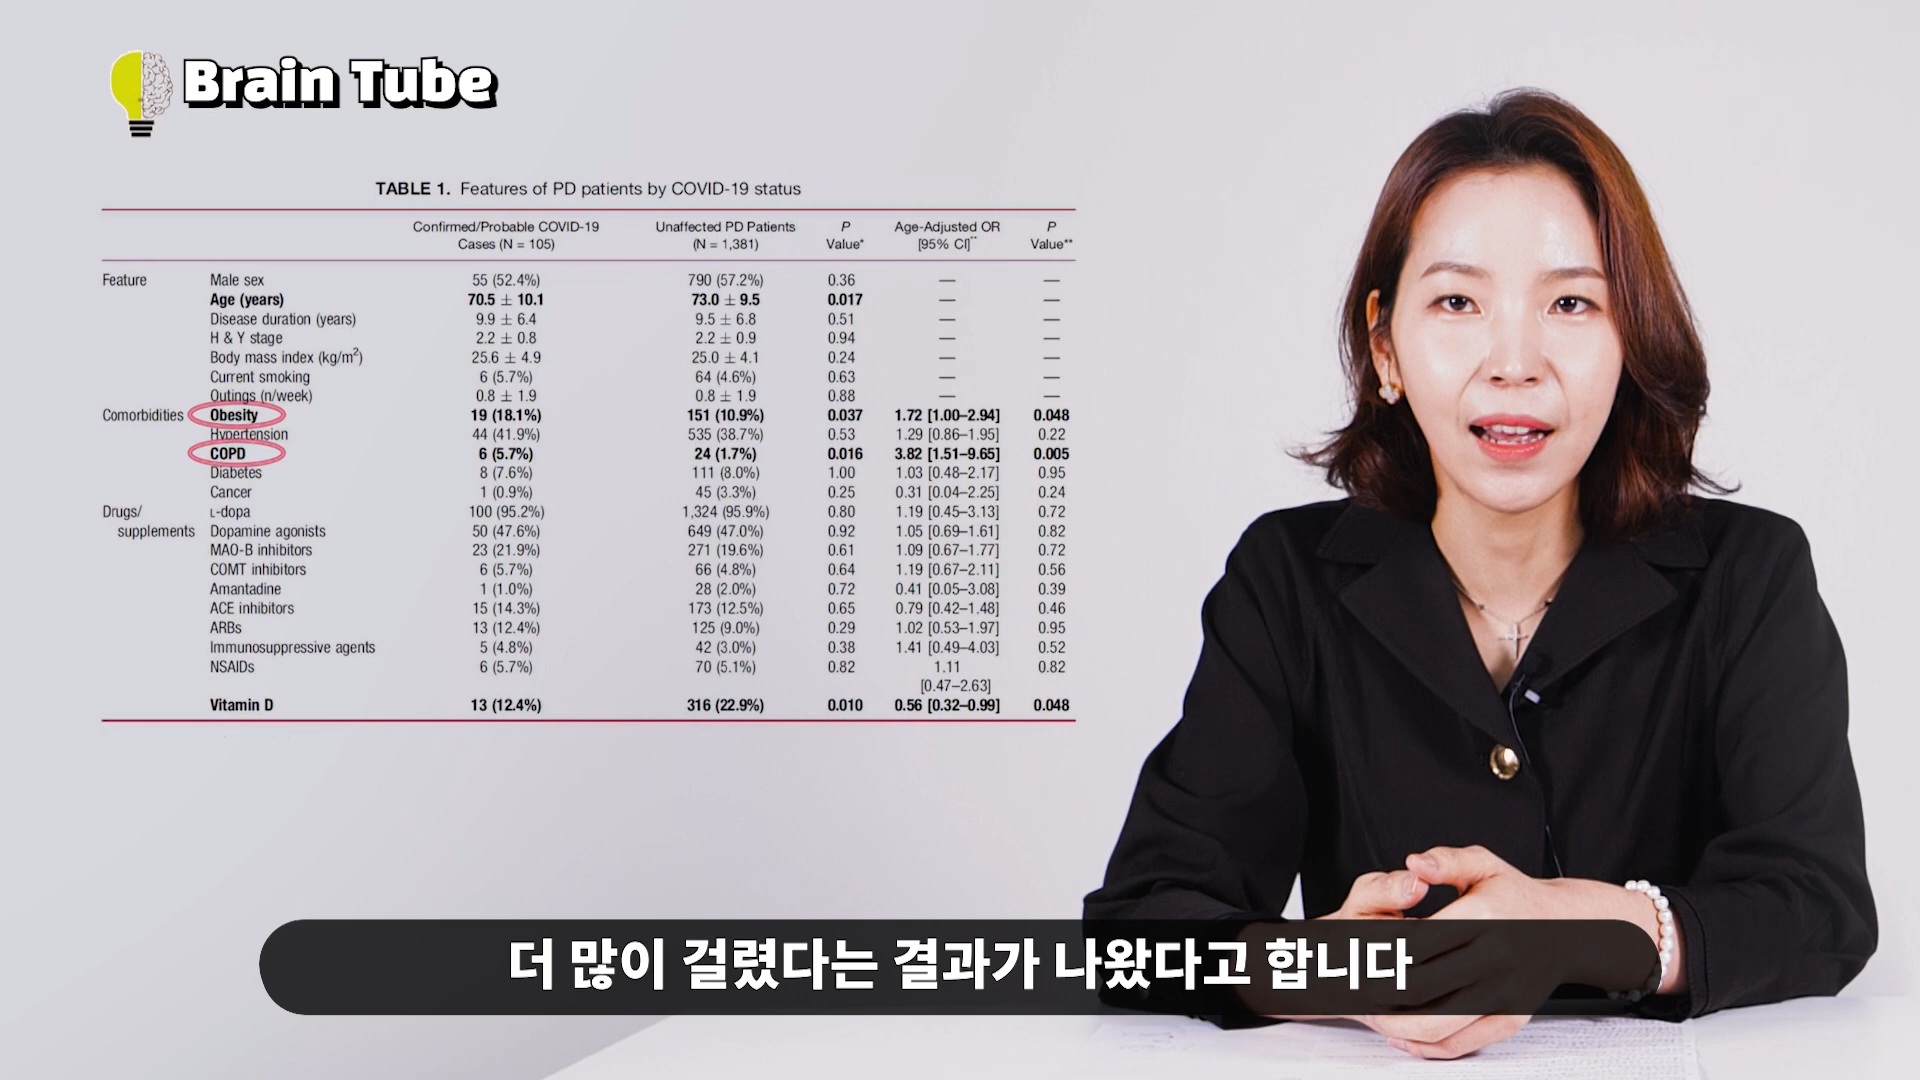 Brain Tube
TABLE 1. Features of PD patients by COVID-19 status
Confirmed/Probable COVID-19 Cases (N = 105) Unaffected PD Patients (N = 1,381) P Value* Age-Adjusted OR [95% CI]** P Value**
Feature Male sex 55 (52.4%) 790 (57.2%) 0.36 — —
Age (years) 70.5 ± 10.1 73.0 ± 9.5 0.017 — —
Disease duration (years) 9.9 ± 6.4 9.5 ± 6.8 0.51 — —
H & Y stage 2.2 ± 0.8 2.2 ± 0.9 0.94 — —
Body mass index (kg/m²) 25.6 ± 4.9 25.0 ± 4.1 0.24 — —
Current smoking 6 (5.7%) 64 (4.6%) 0.63 — —
Outings (n/week) 0.8 ± 1.9 0.8 ± 1.9 0.88 — —
Comorbidities Obesity 19 (18.1%) 151 (10.9%) 0.037 1.72 [1.00–2.94] 0.048
Hypertension 44 (41.9%) 535 (38.7%) 0.53 1.29 [0.86–1.95] 0.22
COPD 6 (5.7%) 24 (1.7%) 0.016 3.82 [1.51–9.65] 0.005
Diabetes 8 (7.6%) 111 (8.0%) 1.00 1.03 [0.48–2.17] 0.95
Cancer 1 (0.9%) 45 (3.3%) 0.25 0.31 [0.04–2.25] 0.24
Drugs/ L-dopa 100 (95.2%) 1,324 (95.9%) 0.80 1.19 [0.45–3.13] 0.72
supplements Dopamine agonists 50 (47.6%) 649 (47.0%) 0.92 1.05 [0.69–1.61] 0.82
MAO-B inhibitors 23 (21.9%) 271 (19.6%) 0.61 1.09 [0.67–1.77] 0.72
COMT inhibitors 6 (5.7%) 66 (4.8%) 0.64 1.19 [0.67–2.11] 0.56
Amantadine 1 (1.0%) 28 (2.0%) 0.72 0.41 [0.05–3.08] 0.39
ACE inhibitors 15 (14.3%) 173 (12.5%) 0.65 0.79 [0.42–1.48] 0.46
ARBs 13 (12.4%) 125 (9.0%) 0.29 1.02 [0.53–1.97] 0.95
Immunosuppressive agents 5 (4.8%) 42 (3.0%) 0.38 1.41 [0.49–4.03] 0.52
NSAIDs 6 (5.7%) 70 (5.1%) 0.82 1.11 0.82
[0.47–2.63]
Vitamin D 13 (12.4%) 316 (22.9%) 0.010 0.56 [0.32–0.99] 0.048
더 많이 걸렸다는 결과가 나왔다고 합니다